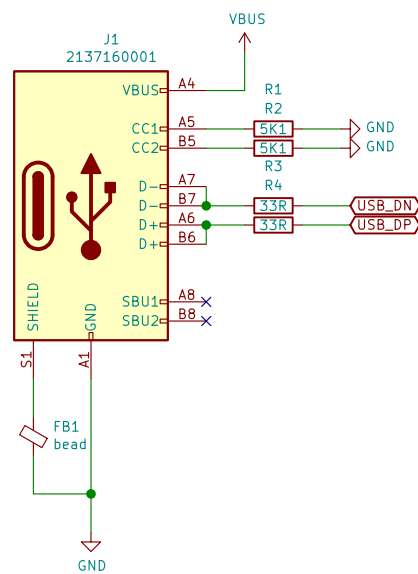 VBUS
J1
2137160001
VBUS A4
R1
R2
CC1 A5 5K1 GND
CC2 B5 5K1 GND
R3
R4
D- A7
D- B7 33R USB_DN
D+ A6 33R USB_DP
D+ B6
SBU1 A8
SBU2 B8
SHIELD
GND
S1
A1
FB1
bead
GND